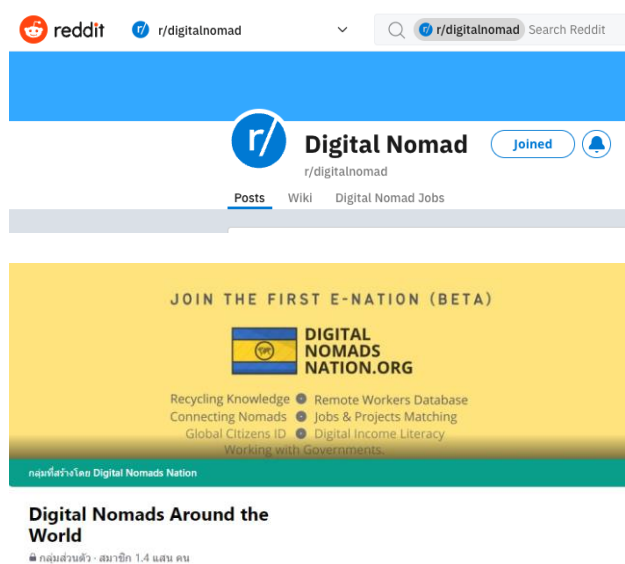 reddit r/digitalnomad r/digitalnomad Search Reddit
r/
Digital Nomad Joined
r/digitalnomad
Posts Wiki Digital Nomad Jobs
JOIN THE FIRST E-NATION (BETA)
DIGITAL
NOMADS
NATION.ORG
Recycling Knowledge Remote Workers Database
Connecting Nomads Jobs & Projects Matching
Global Citizens ID Digital Income Literacy
Working with Governments.
กลุ่มที่สร้างโดย Digital Nomads Nation
Digital Nomads Around the
World
กลุ่มส่วนตัว · สมาชิก 1.4 แสน คน